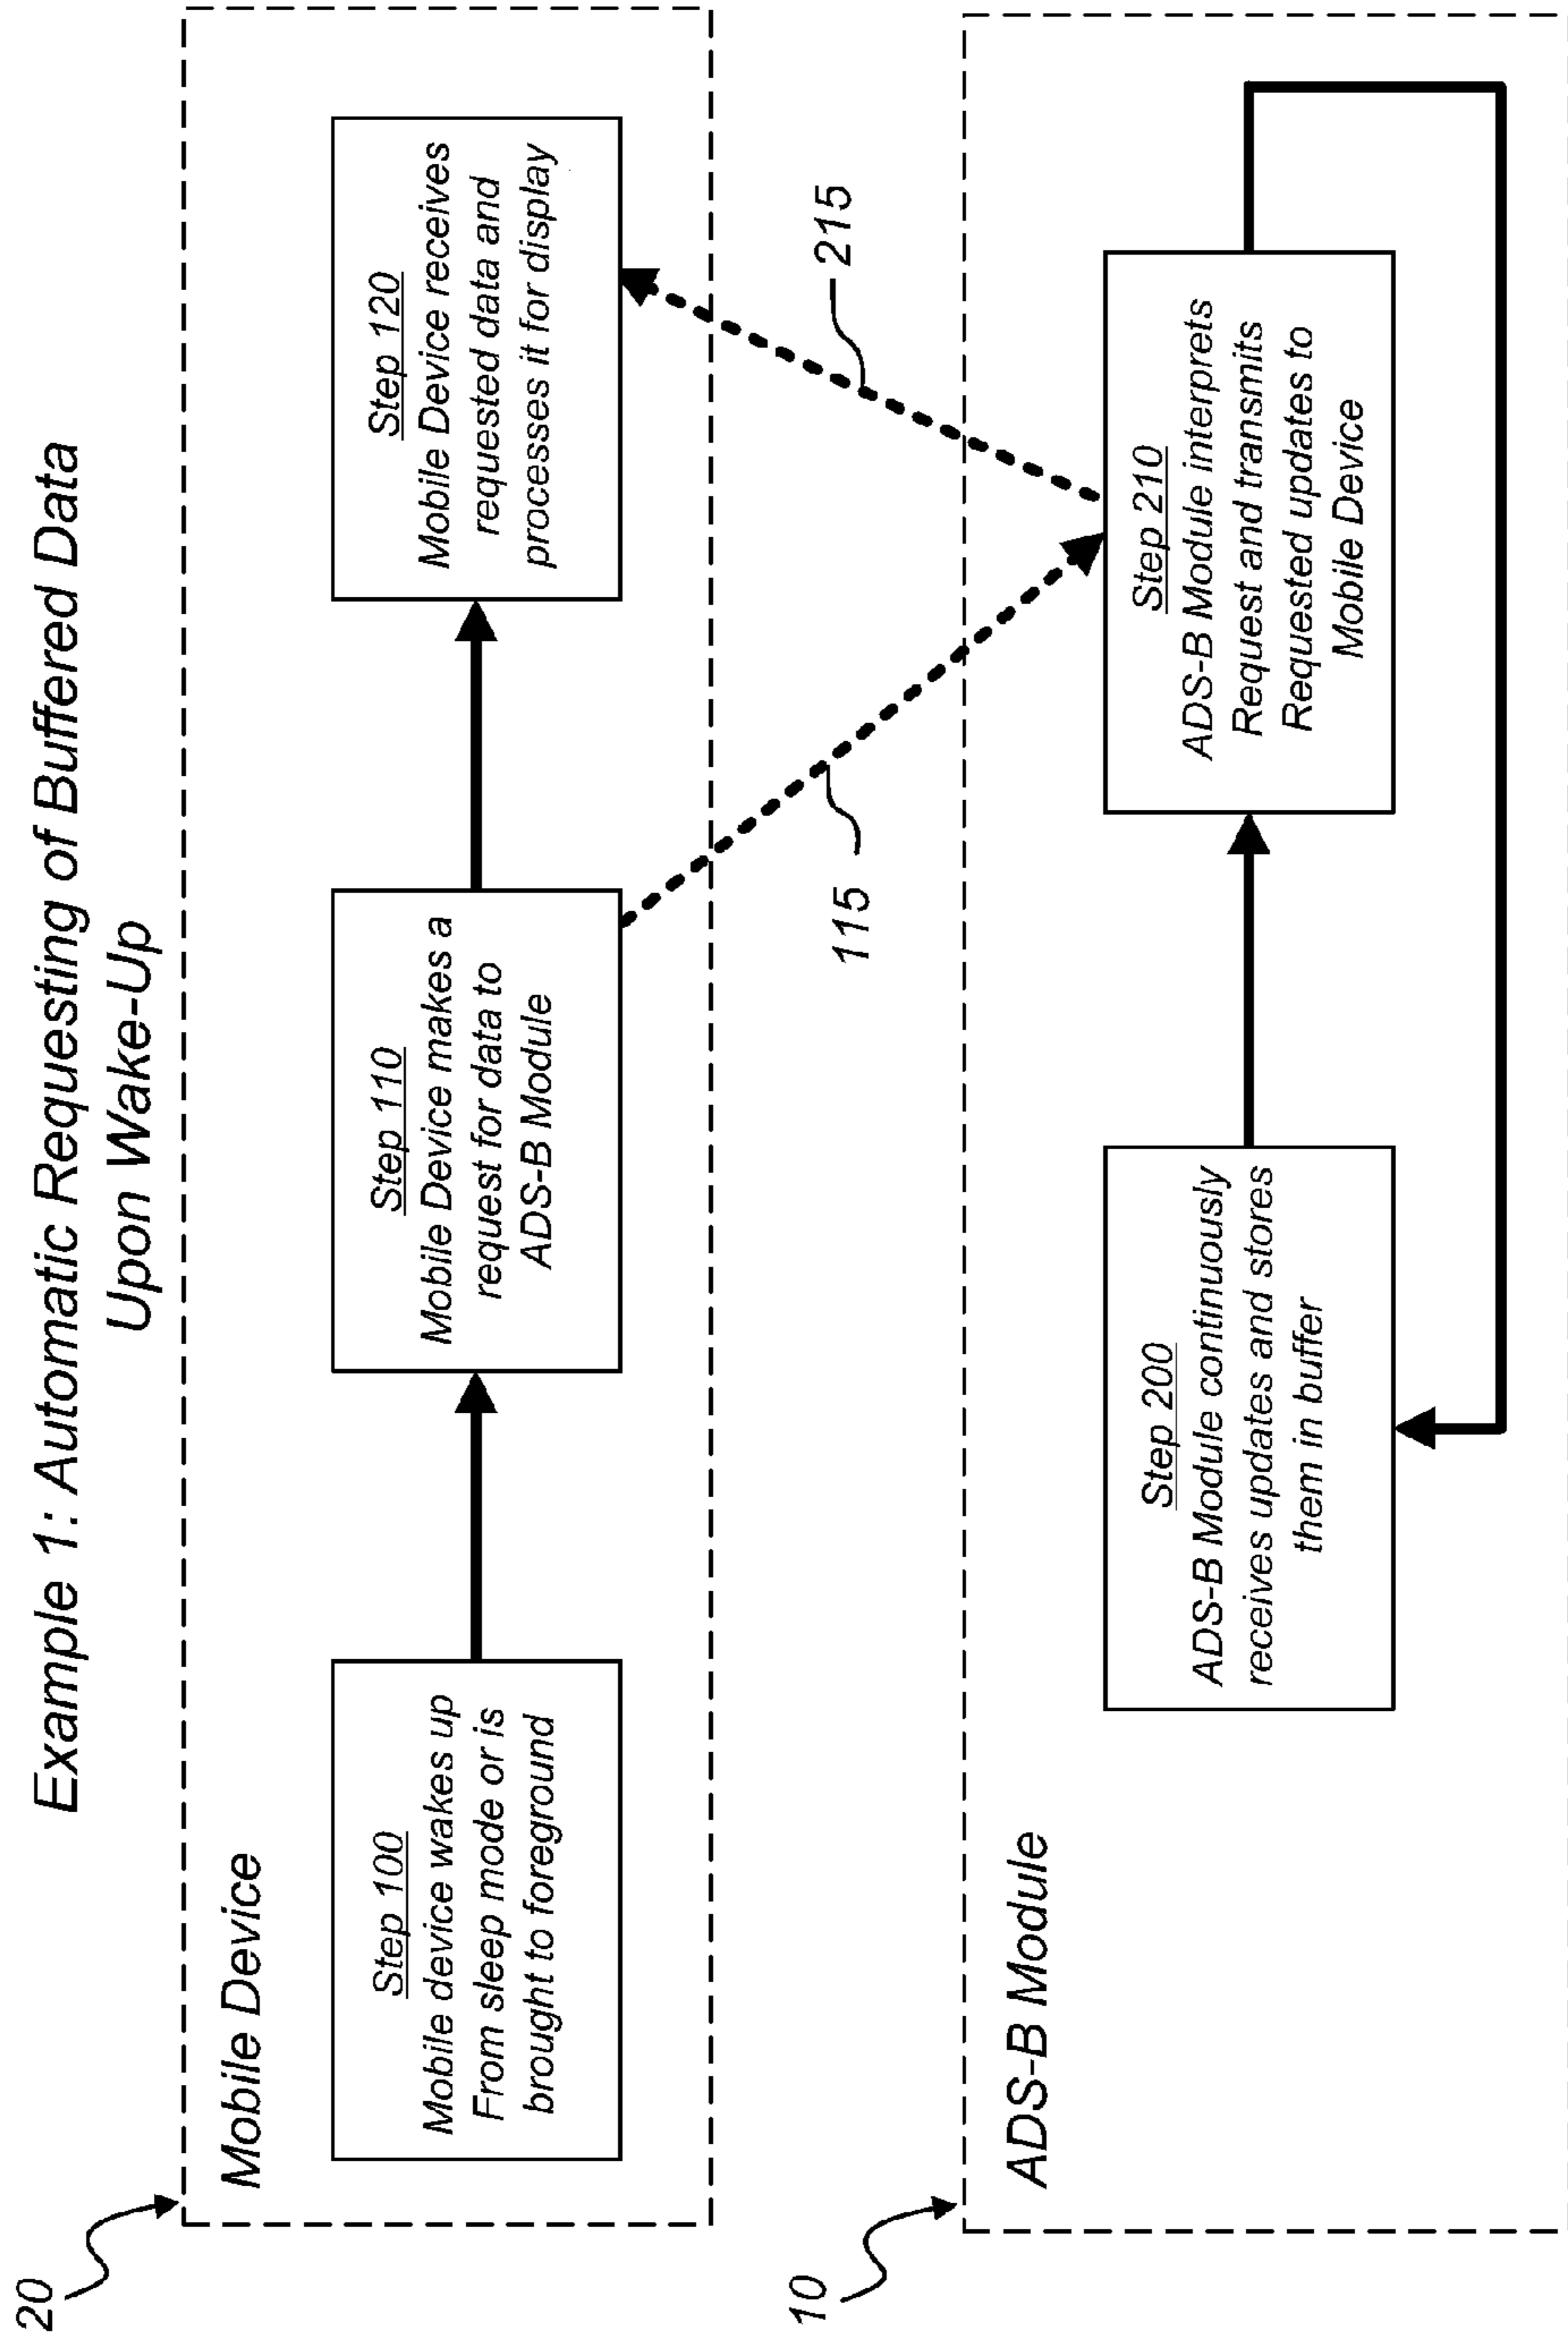 Example 1: Automatic Requesting of Buffered Data
Upon Wake-Up
20
Mobile Device
Step 100
Mobile device wakes up
From sleep mode or is
brought to foreground
Step 110
Mobile Device makes a
request for data to
ADS-B Module
Step 120
Mobile Device receives
requested data and
processes it for display
115
215
10
ADS-B Module
Step 200
ADS-B Module continuously
receives updates and stores
them in buffer
Step 210
ADS-B Module interprets
Request and transmits
Requested updates to
Mobile Device